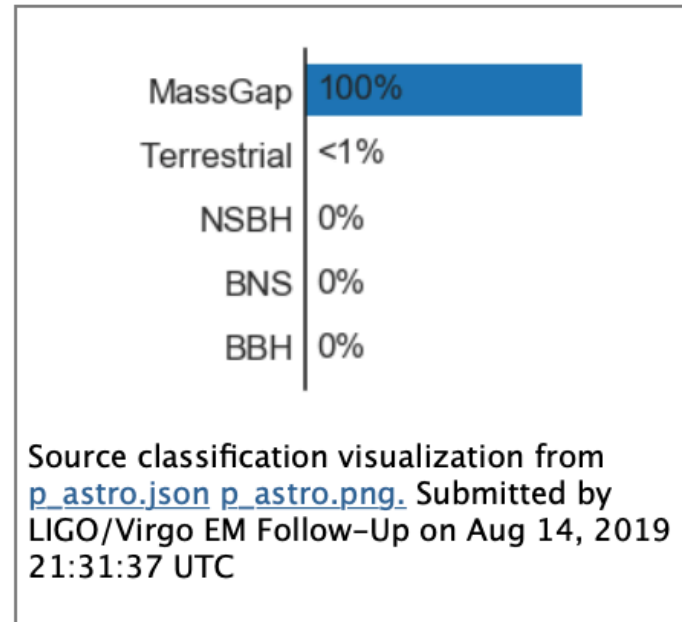 MassGap 100%
Terrestrial <1%
NSBH 0%
BNS 0%
BBH 0%
Source classification visualization from
p_astro.json p_astro.png. Submitted by
LIGO/Virgo EM Follow-Up on Aug 14, 2019
21:31:37 UTC